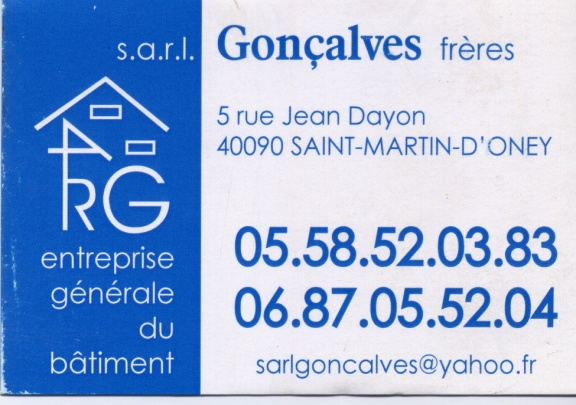 s.a.r.l. Gonçalves frères
5 rue Jean Dayon
40090 SAINT-MARTIN-D'ONEY
05.58.52.03.83
06.87.05.52.04
sarlgoncalves@yahoo.fr
ARG
entreprise
générale
du
bâtiment